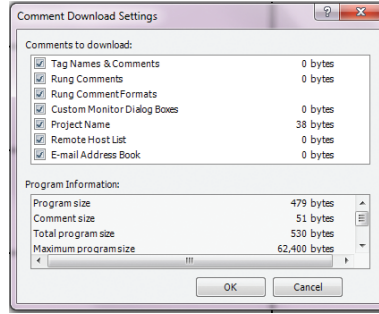 Comment Download Settings
Comments to download:
Tag Names & Comments 0 bytes
Rung Comments 0 bytes
Rung Comment Formats
Custom Monitor Dialog Boxes 0 bytes
Project Name 38 bytes
Remote Host List 0 bytes
E-mail Address Book 0 bytes
Program Information:
Program size 479 bytes
Comment size 51 bytes
Total program size 530 bytes
Maximum program size 62,400 bytes
OK Cancel